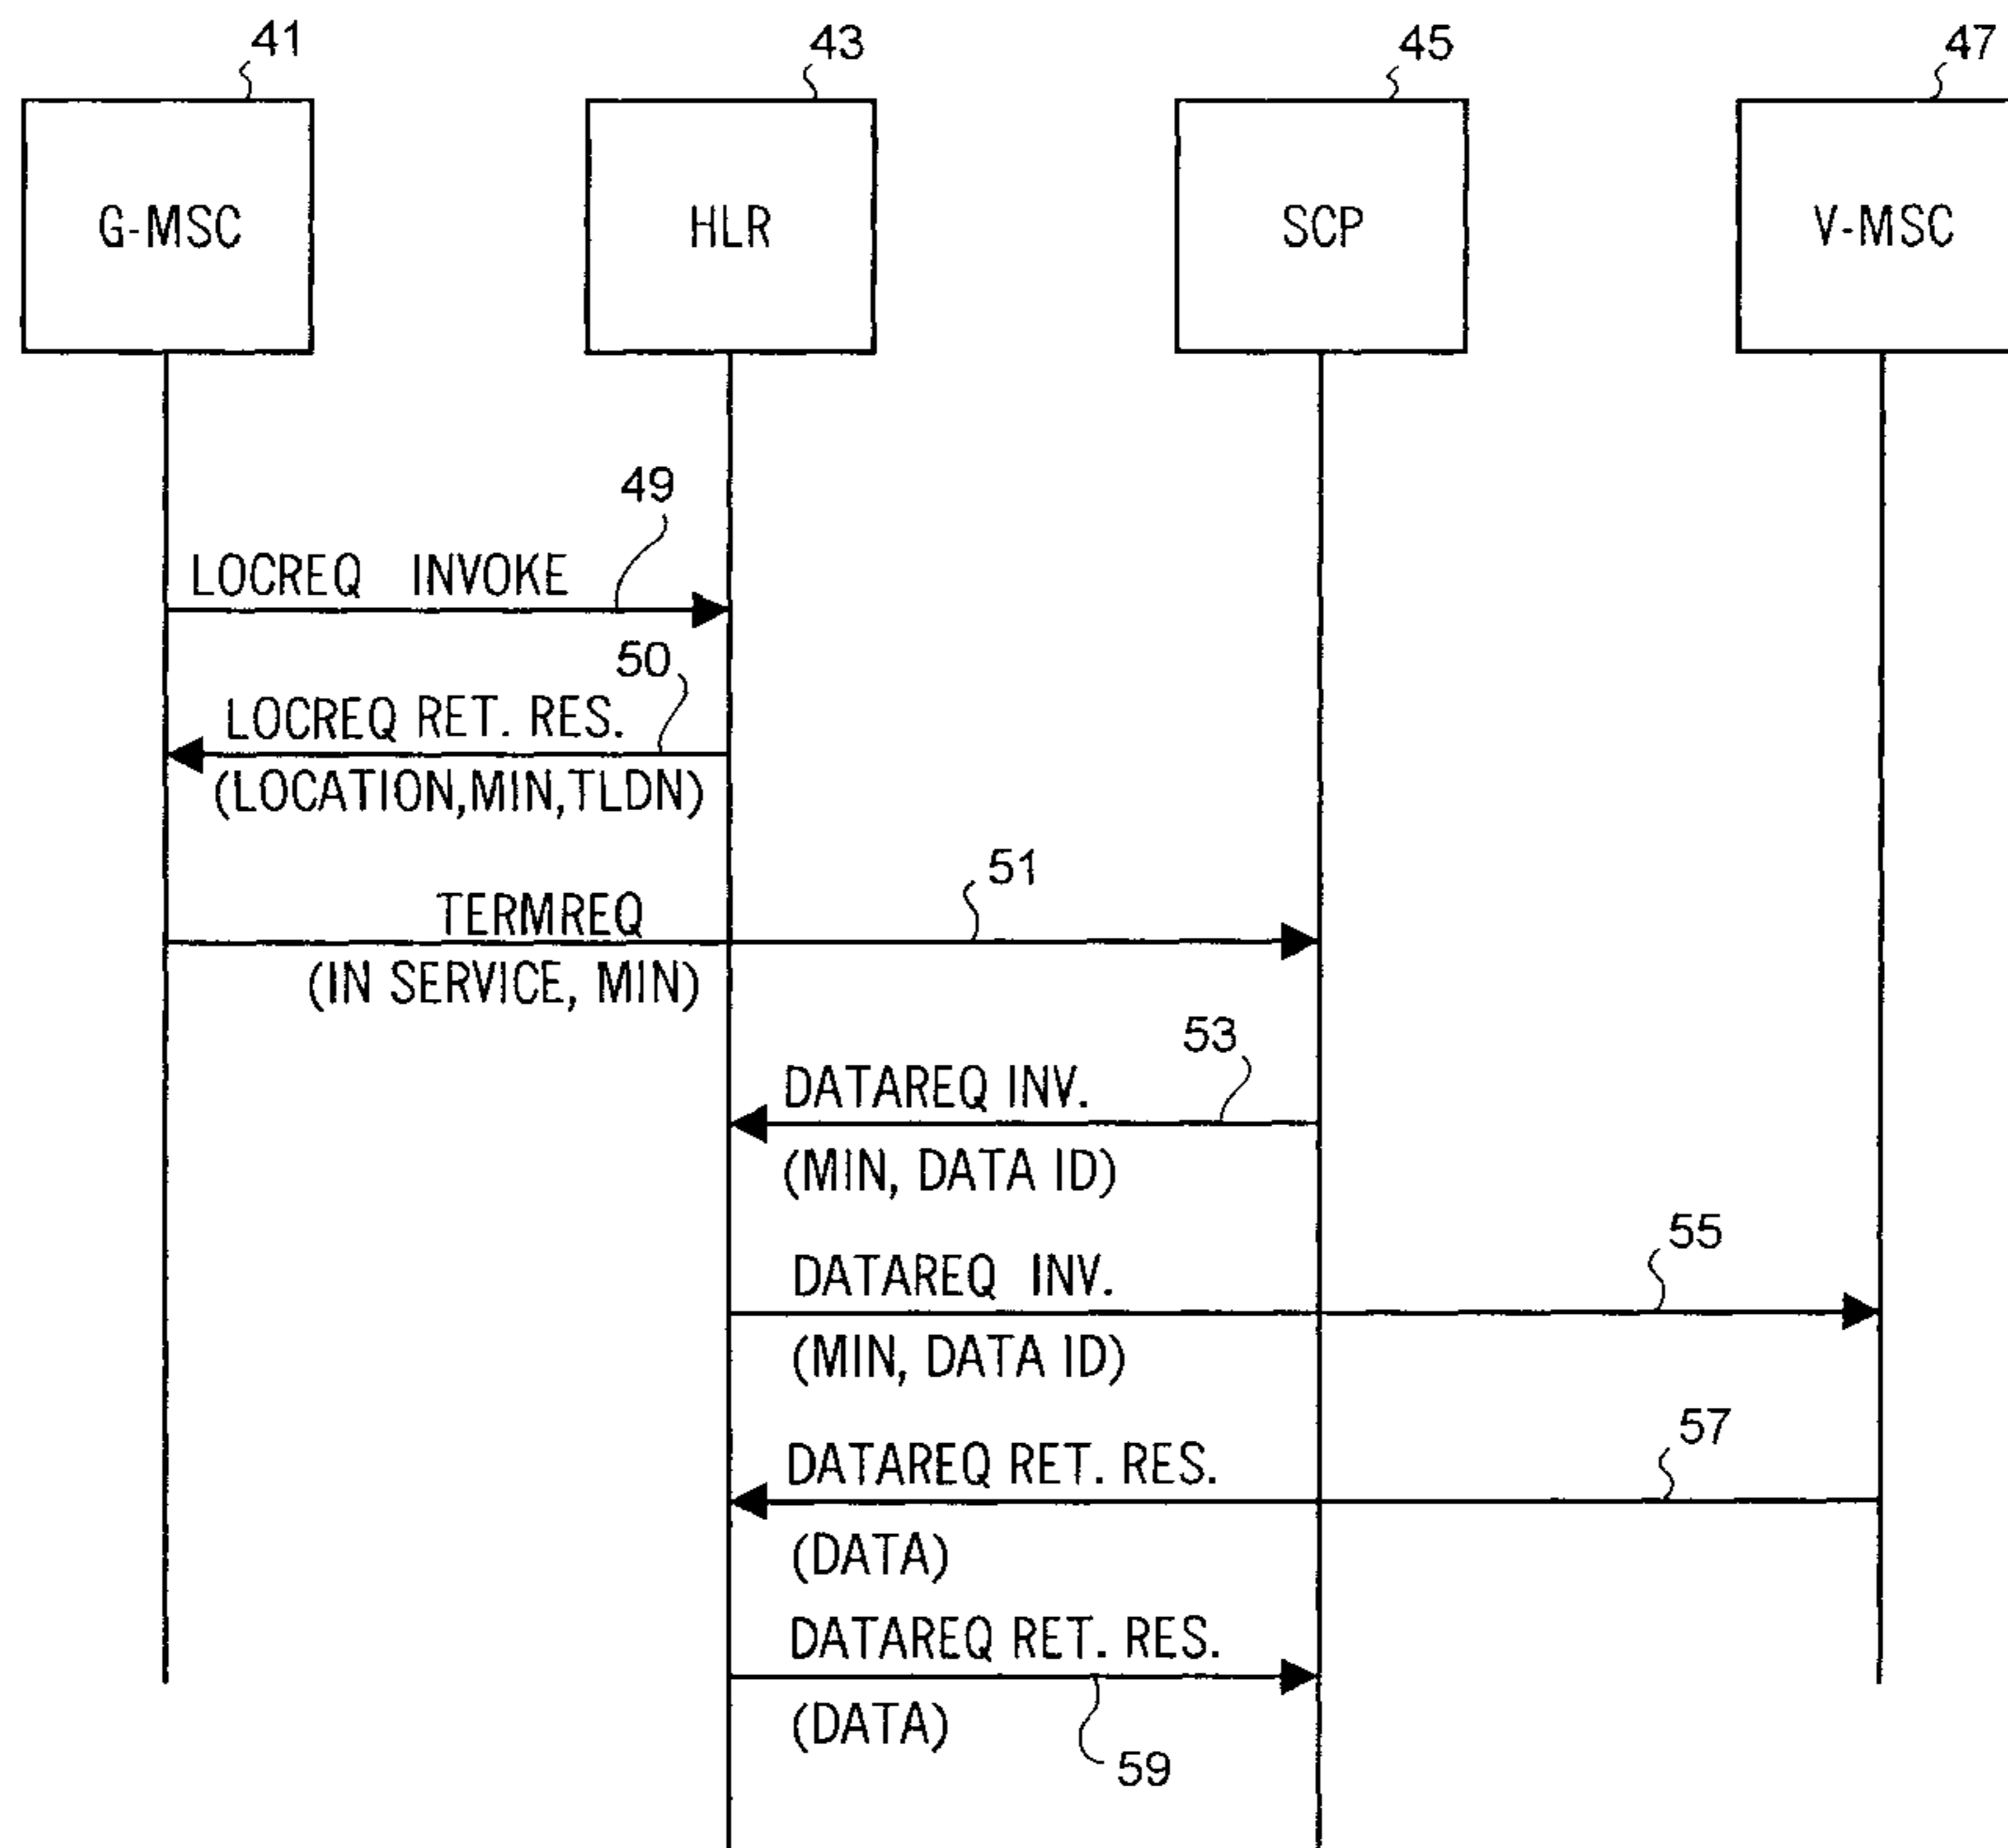 41
43
45
47
G-MSC
HLR
SCP
V-MSC
49
LOCREQ INVOKE
50
LOCREQ RET. RES.
(LOCATION,MIN,TLDN)
51
TERMREQ
(IN SERVICE, MIN)
53
DATAREQ INV.
(MIN, DATA ID)
55
DATAREQ INV.
(MIN, DATA ID)
57
DATAREQ RET. RES.
(DATA)
DATAREQ RET. RES.
(DATA)
59